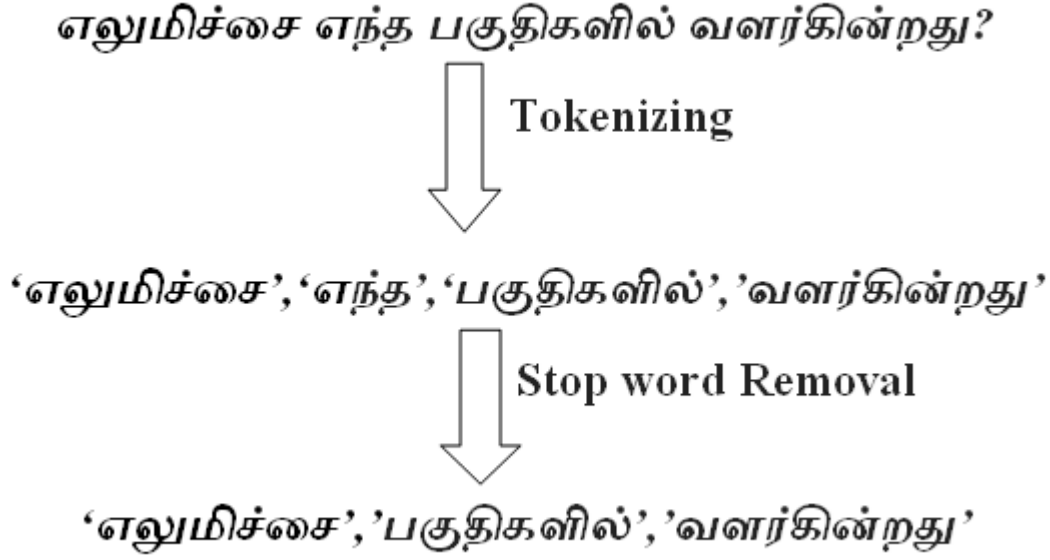 எலுமிச்சை எந்த பகுதிகளில் வளர்கின்றது?
Tokenizing
‘எலுமிச்சை’,‘எந்த’,‘பகுதிகளில்’,’வளர்கின்றது’
Stop word Removal
‘எலுமிச்சை’,’பகுதிகளில்’,’வளர்கின்றது’